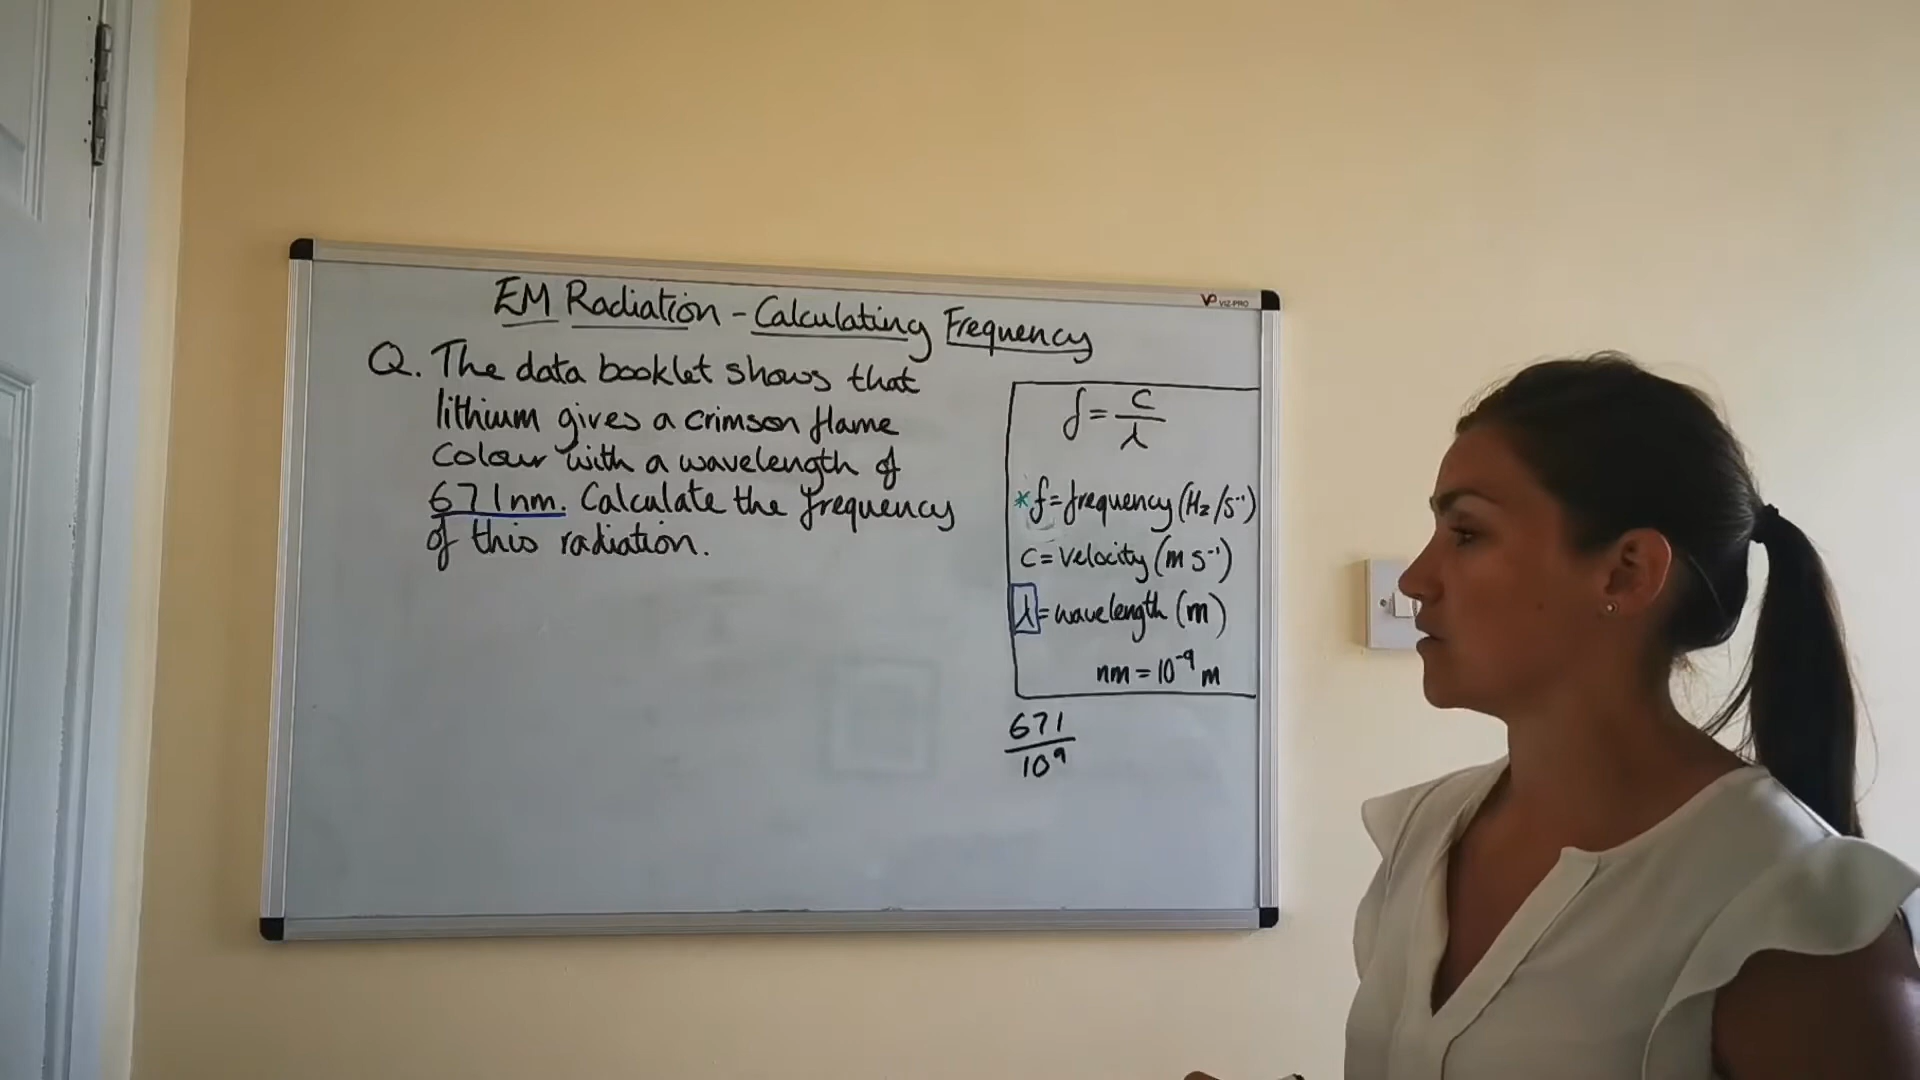 VIZ-PRO
EM Radiation - Calculating Frequency
Q. The data booklet shows that
lithium gives a crimson flame
colour with a wavelength of
671nm. Calculate the frequency
of this radiation.
f = c
λ
*f = frequency (Hz/s⁻¹)
c = velocity (m s⁻¹)
λ = wavelength (m)
nm = 10⁻⁹ m
671
10⁹